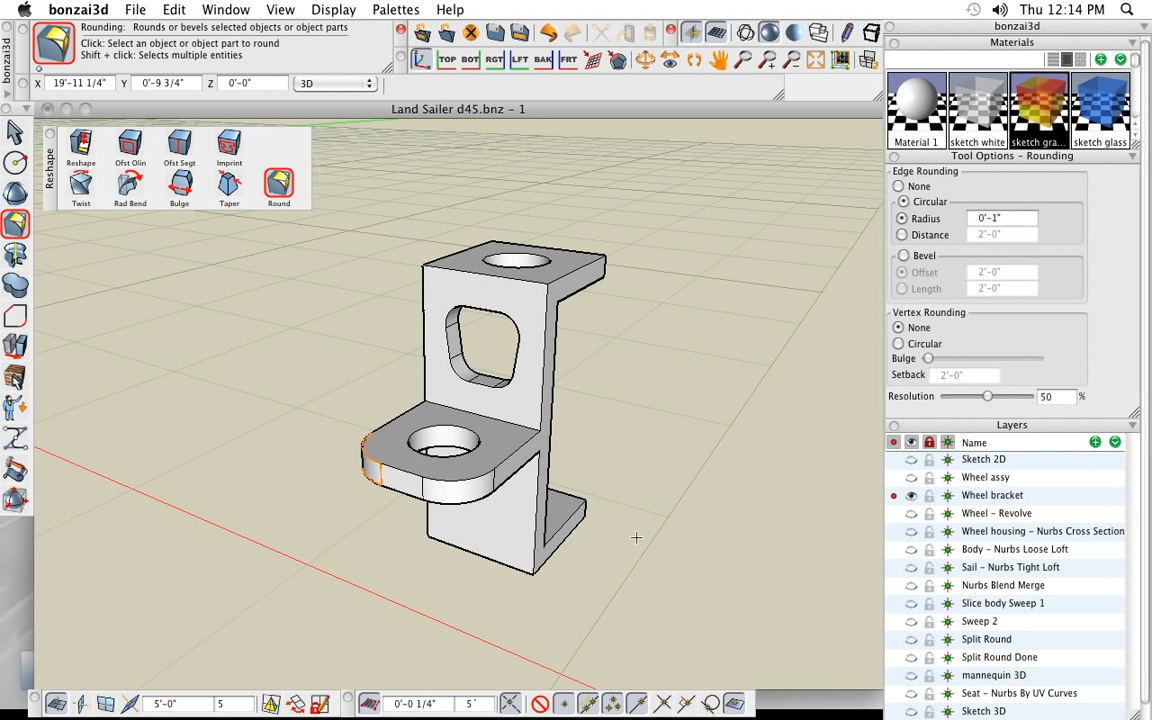 bonzai3d File Edit Window View Display Palettes Help Thu 12:14 PM
bonzai3d
Rounding: Rounds or bevels selected objects or object parts
Click: Select an object or object part to round
Shift + click: Selects multiple entities
TOP BOT RGT LFT BAK FRT
X 19'-11 1/4" Y 0'-9 3/4" Z 0'-0" 3D
Land Sailer d45.bnz - 1
Reshape
Reshape Ofst Olin Ofst Segt Imprint
Twist Rad Bend Bulge Taper Round
bonzai3d
Materials
Material 1 sketch white sketch gra... sketch glass
Tool Options - Rounding
Edge Rounding
None
Circular
Radius 0'-1"
Distance 2'-0"
Bevel
Offset 2'-0"
Length 2'-0"
Vertex Rounding
None
Circular
Bulge
Setback 2'-0"
Resolution 50 %
Layers
Name
Sketch 2D
Wheel assy
Wheel bracket
Wheel - Revolve
Wheel housing - Nurbs Cross Section
Body - Nurbs Loose Loft
Sail - Nurbs Tight Loft
Nurbs Blend Merge
Slice body Sweep 1
Sweep 2
Split Round
Split Round Done
mannequin 3D
Seat - Nurbs By UV Curves
Sketch 3D
5'-0" 5 0'-0 1/4" 5°